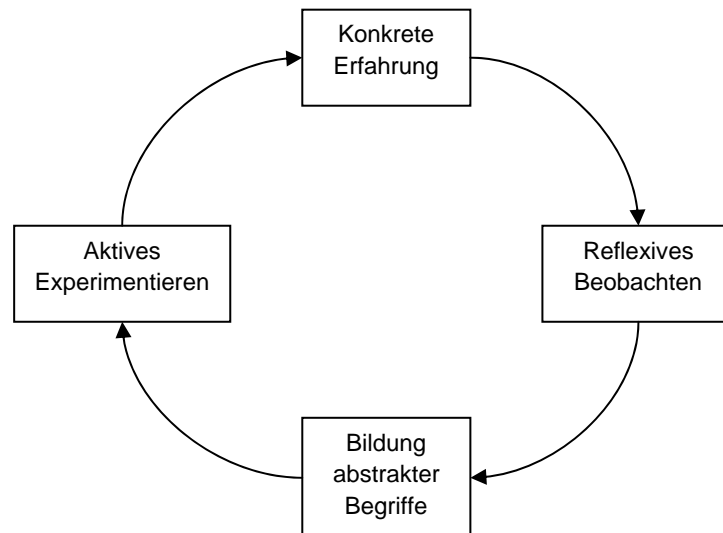 Konkrete
Erfahrung
Aktives
Experimentieren
Reflexives
Beobachten
Bildung
abstrakter
Begriffe